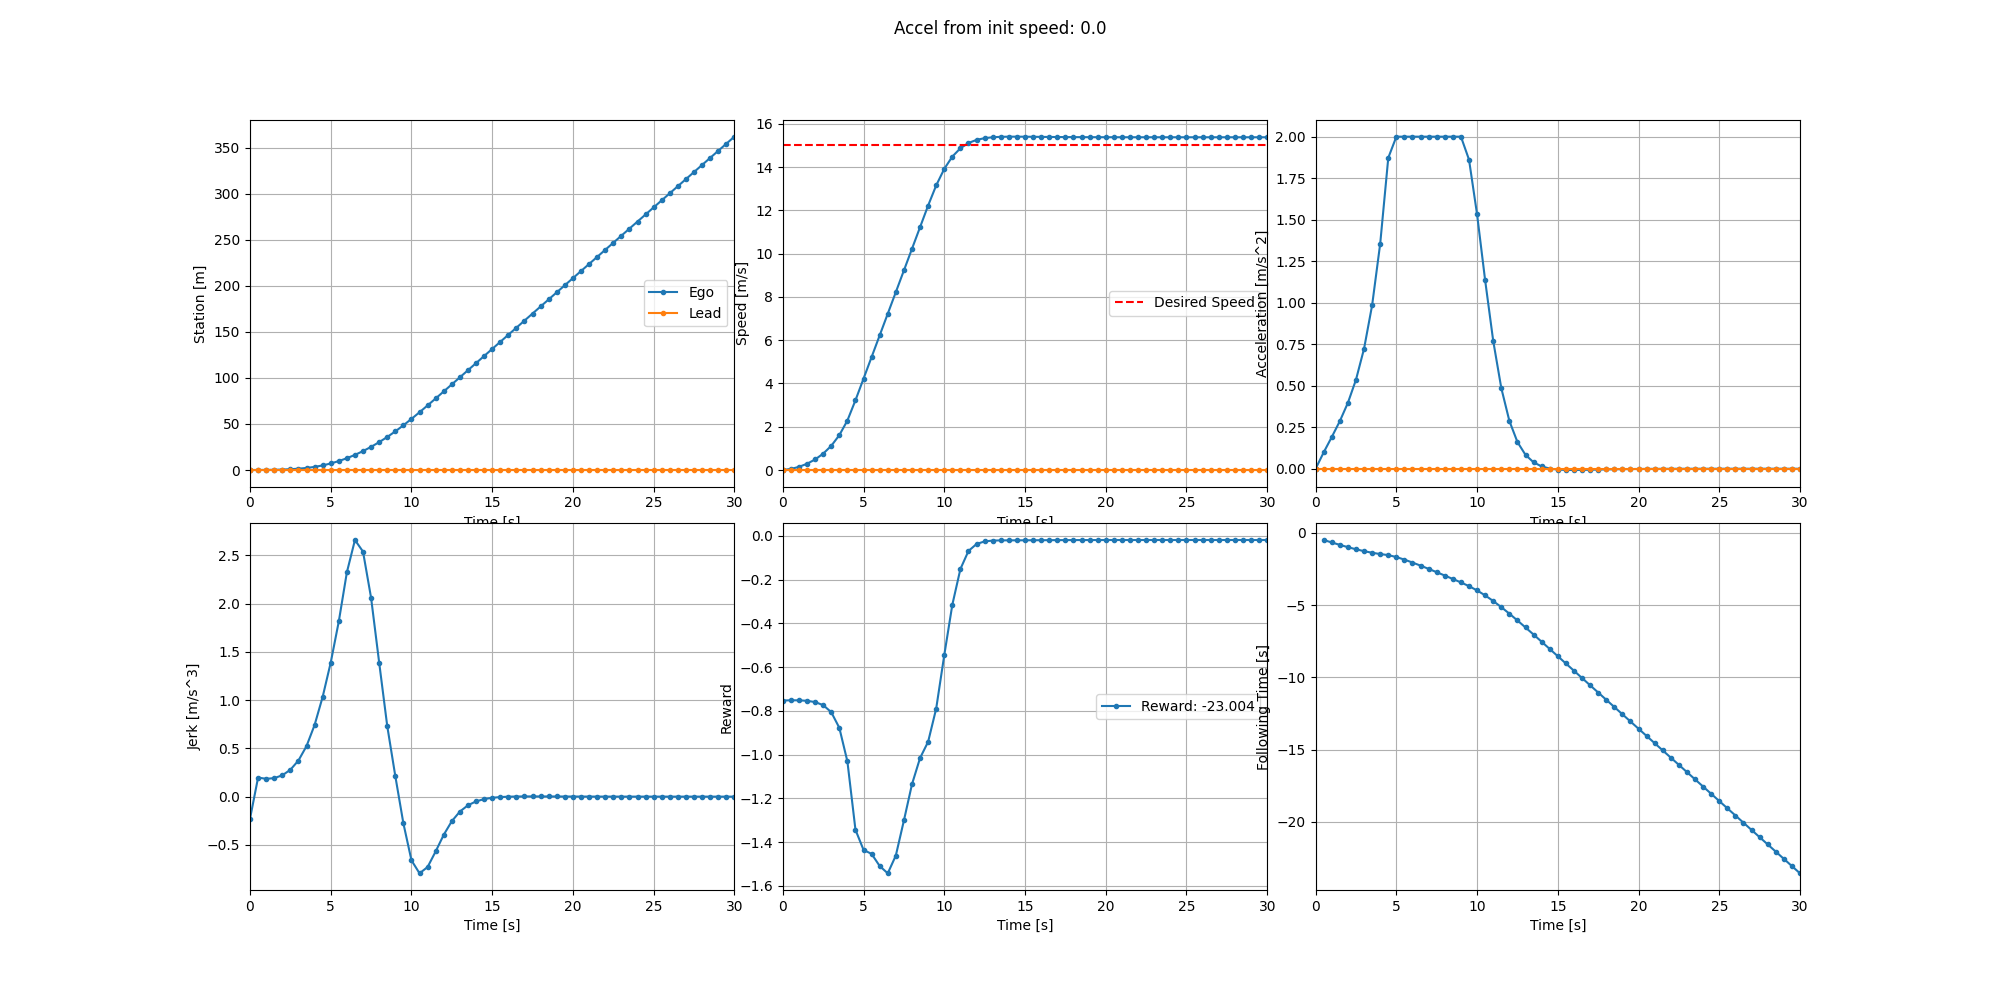 Accel from init speed: 0.0
Station [m]
350
300
250
200
150
100
50
0
0 5 10 15 20 25 30
Time [s]
Ego
Lead
Speed [m/s]
16
14
12
10
8
6
4
2
0
0 5 10 15 20 25 30
Time [s]
Desired Speed
Acceleration [m/s^2]
2.00
1.75
1.50
1.25
1.00
0.75
0.50
0.25
0.00
0 5 10 15 20 25 30
Time [s]
Jerk [m/s^3]
2.5
2.0
1.5
1.0
0.5
0.0
−0.5
0 5 10 15 20 25 30
Time [s]
Reward
0.0
−0.2
−0.4
−0.6
−0.8
−1.0
−1.2
−1.4
−1.6
0 5 10 15 20 25 30
Time [s]
Reward: -23.004
Following Time [s]
0
−5
−10
−15
−20
0 5 10 15 20 25 30
Time [s]